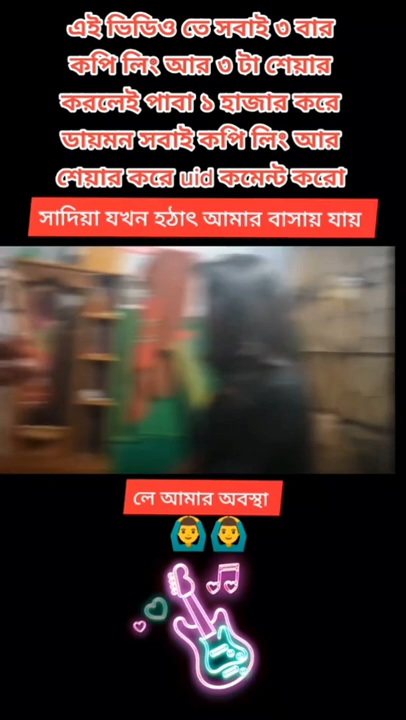 এই ভিডিও তে সবাই ৩ বার
কপি লিং আর ৩ টা শেয়ার
করলেই পাবা ১ হাজার করে
ডায়মন সবাই কপি লিং আর
শেয়ার করে uid কমেন্ট করো
সাদিয়া যখন হঠাৎ আমার বাসায় যায়
লে আমার অবস্থা